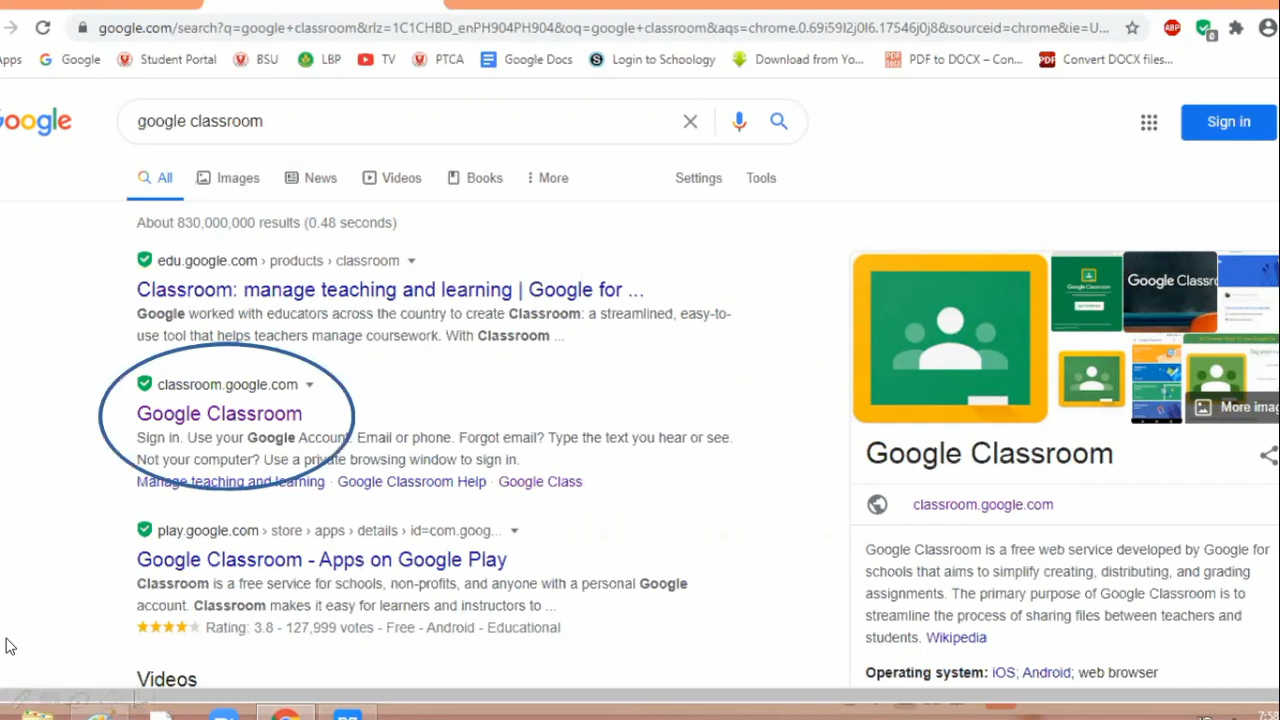 google.com/search?q=google+classroom&rlz=1C1CHBD_enPH904PH904&oq=google+classroom&aqs=chrome.0.69i59l2j0l6.17546j0j8&sourceid=chrome&ie=U...
Apps Google Student Portal BSU LBP TV PTCA Google Docs Login to Schoology Download from Yo... PDF to DOCX – Con... PDF Convert DOCX files...
Google google classroom Sign in
All Images News Videos Books More Settings Tools
About 830,000,000 results (0.48 seconds)
edu.google.com › products › classroom
Classroom: manage teaching and learning | Google for ...
Google worked with educators across the country to create Classroom: a streamlined, easy-to-
use tool that helps teachers manage coursework. With Classroom ...
classroom.google.com
Google Classroom
Sign in. Use your Google Account. Email or phone. Forgot email? Type the text you hear or see.
Not your computer? Use a private browsing window to sign in.
Manage teaching and learning · Google Classroom Help · Google Class
play.google.com › store › apps › details › id=com.goog...
Google Classroom - Apps on Google Play
Classroom is a free service for schools, non-profits, and anyone with a personal Google
account. Classroom makes it easy for learners and instructors to ...
Rating: 3.8 - 127,999 votes - Free - Android - Educational
Videos
Google Classroom
Google Classr
More imag
Google Classroom
classroom.google.com
Google Classroom is a free web service developed by Google for
schools that aims to simplify creating, distributing, and grading
assignments. The primary purpose of Google Classroom is to
streamline the process of sharing files between teachers and
students. Wikipedia
Operating system: iOS; Android; web browser